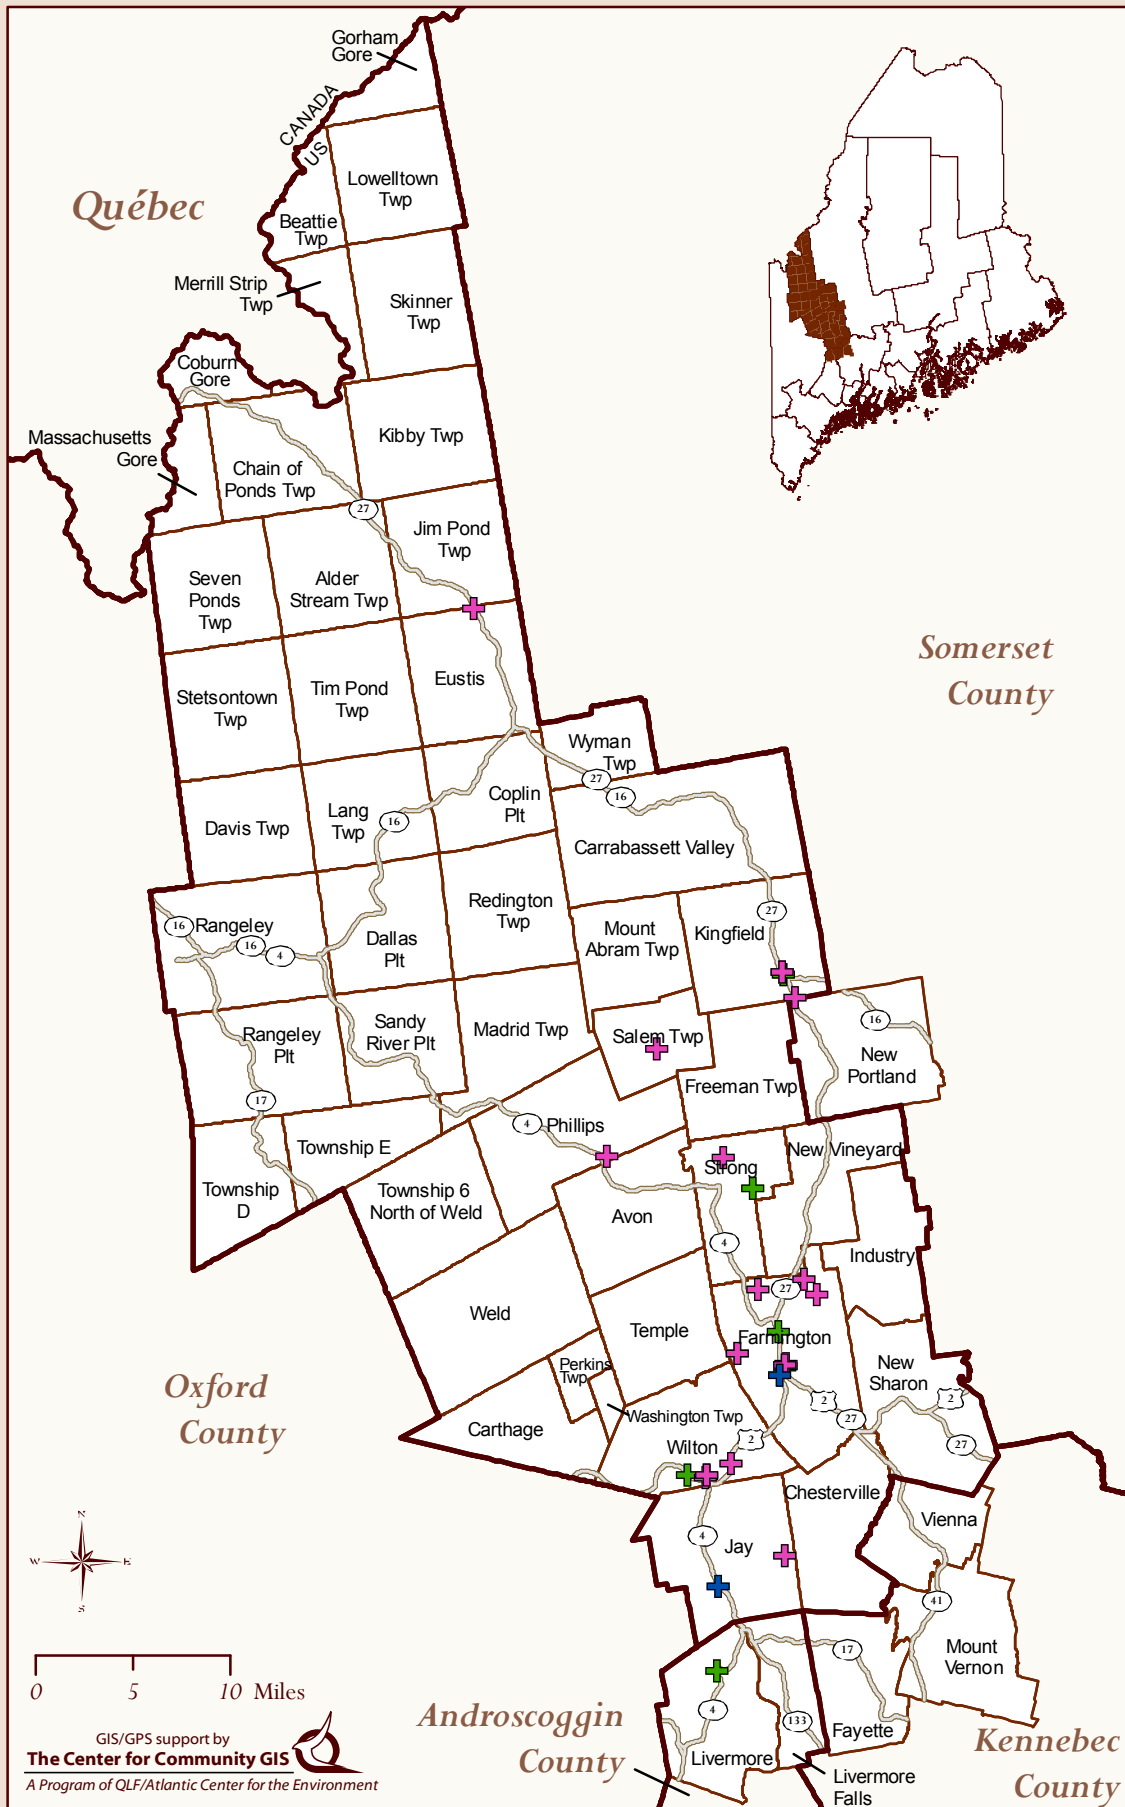 Gorham
Gore
CANADA
US
Québec
Lowelltown
Twp
Beattie
Twp
Merrill Strip
Twp
Skinner
Twp
Coburn
Gore
Massachusetts
Gore
Chain of
Ponds Twp
Kibby Twp
27
Jim Pond
Twp
Seven
Ponds
Twp
Alder
Stream Twp
Somerset
County
Stetsontown
Twp
Tim Pond
Twp
Eustis
Wyman
Twp
27
16
Davis Twp
Lang
Twp
16
Coplin
Plt
Carrabassett Valley
Redington
Twp
27
16
Rangeley
16
4
Dallas
Plt
Mount
Abram Twp
Kingfield
Rangeley
Plt
Sandy
River Plt
Madrid Twp
Salem Twp
16
New
Portland
Freeman Twp
17
4
Phillips
Township E
New Vineyard
Strong
Township
D
Township 6
North of Weld
Avon
4
Industry
27
Weld
Temple
Farmington
Perkins
Twp
New
Sharon
Oxford
County
2
2
27
27
Carthage
Washington Twp
Wilton
2
Chesterville
Vienna
4
Jay
41
N
W
E
S
Mount
Vernon
17
0
5
10 Miles
4
133
Fayette
Androscoggin
County
Livermore
Kennebec
County
Livermore
Falls
GIS/GPS support by
The Center for Community GIS
A Program of QLF/Atlantic Center for the Environment